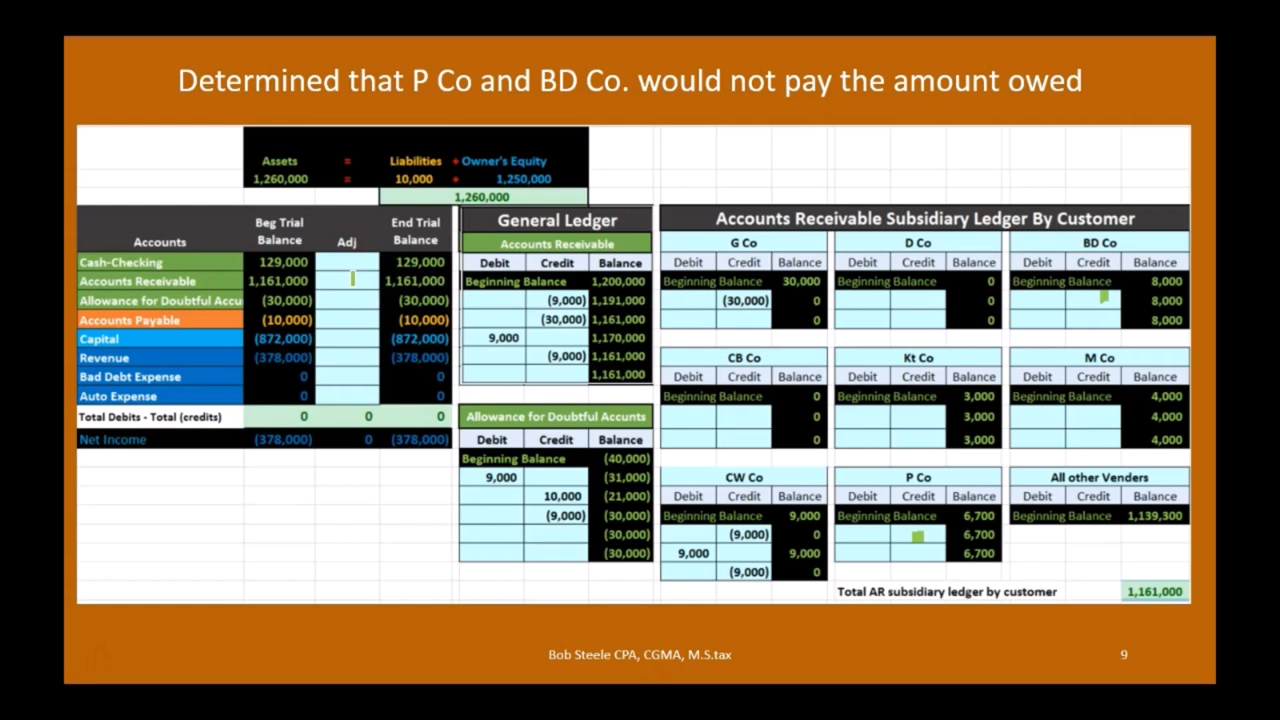 Determined that P Co and BD Co. would not pay the amount owed
Assets = Liabilities + Owner's Equity
1,260,000 = 10,000 + 1,250,000
1,260,000
Accounts Beg Trial Balance Adj End Trial Balance
Cash-Checking 129,000 129,000
Accounts Receivable 1,161,000 1,161,000
Allowance for Doubtful Accou (30,000) (30,000)
Accounts Payable (10,000) (10,000)
Capital (872,000) (872,000)
Revenue (378,000) (378,000)
Bad Debt Expense 0 0
Auto Expense 0 0
Total Debits - Total (credits) 0 0 0
Net Income (378,000) 0 (378,000)
General Ledger
Accounts Receivable
Debit Credit Balance
Beginning Balance 1,200,000
(9,000) 1,191,000
(30,000) 1,161,000
9,000 1,170,000
(9,000) 1,161,000
1,161,000
Allowance for Doubtful Accunts
Debit Credit Balance
Beginning Balance (40,000)
9,000 (31,000)
10,000 (21,000)
(9,000) (30,000)
(30,000)
(30,000)
Accounts Receivable Subsidiary Ledger By Customer
G Co
Debit Credit Balance
Beginning Balance 30,000
(30,000) 0
0
D Co
Debit Credit Balance
Beginning Balance 0
0
0
BD Co
Debit Credit Balance
Beginning Balance 8,000
8,000
8,000
CB Co
Debit Credit Balance
Beginning Balance 0
0
0
Kt Co
Debit Credit Balance
Beginning Balance 3,000
3,000
3,000
M Co
Debit Credit Balance
Beginning Balance 4,000
4,000
4,000
CW Co
Debit Credit Balance
Beginning Balance 9,000
(9,000) 0
9,000 9,000
(9,000) 0
P Co
Debit Credit Balance
Beginning Balance 6,700
6,700
6,700
All other Venders
Debit Credit Balance
Beginning Balance 1,139,300
Total AR subsidiary ledger by customer 1,161,000
Bob Steele CPA, CGMA, M.S.tax
9